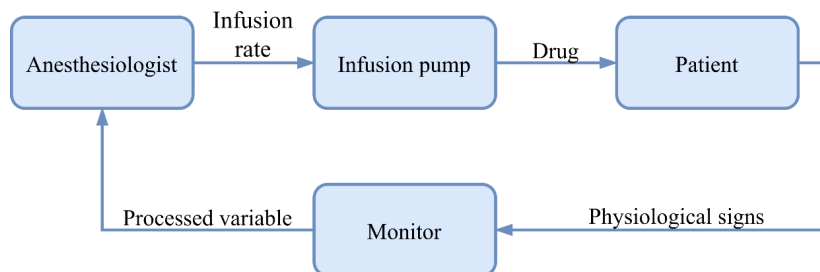 Anesthesiologist
Infusion
rate
Infusion pump
Drug
Patient
Processed variable
Monitor
Physiological signs